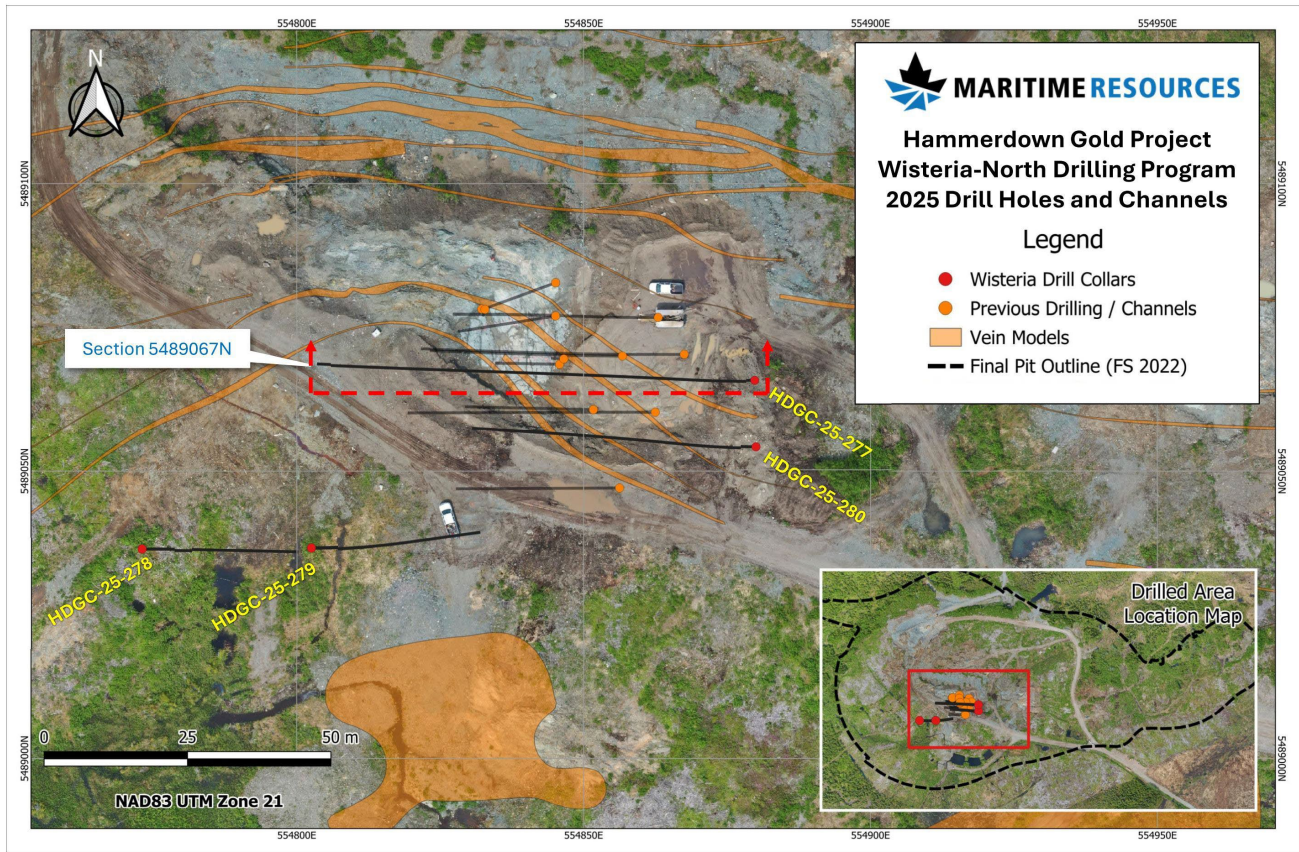 554800E
554850E
554900E
554950E
N
MARITIME RESOURCES
Hammerdown Gold Project
Wisteria-North Drilling Program
2025 Drill Holes and Channels
Legend
Wisteria Drill Collars
Previous Drilling / Channels
Vein Models
Final Pit Outline (FS 2022)
5489100N
5489100N
Section 5489067N
HDGC-25-277
HDGC-25-280
5489050N
5489050N
HDGC-25-278
HDGC-25-279
Drilled Area
Location Map
0 25 50 m
5489000N
5489000N
NAD83 UTM Zone 21
554800E
554850E
554900E
554950E